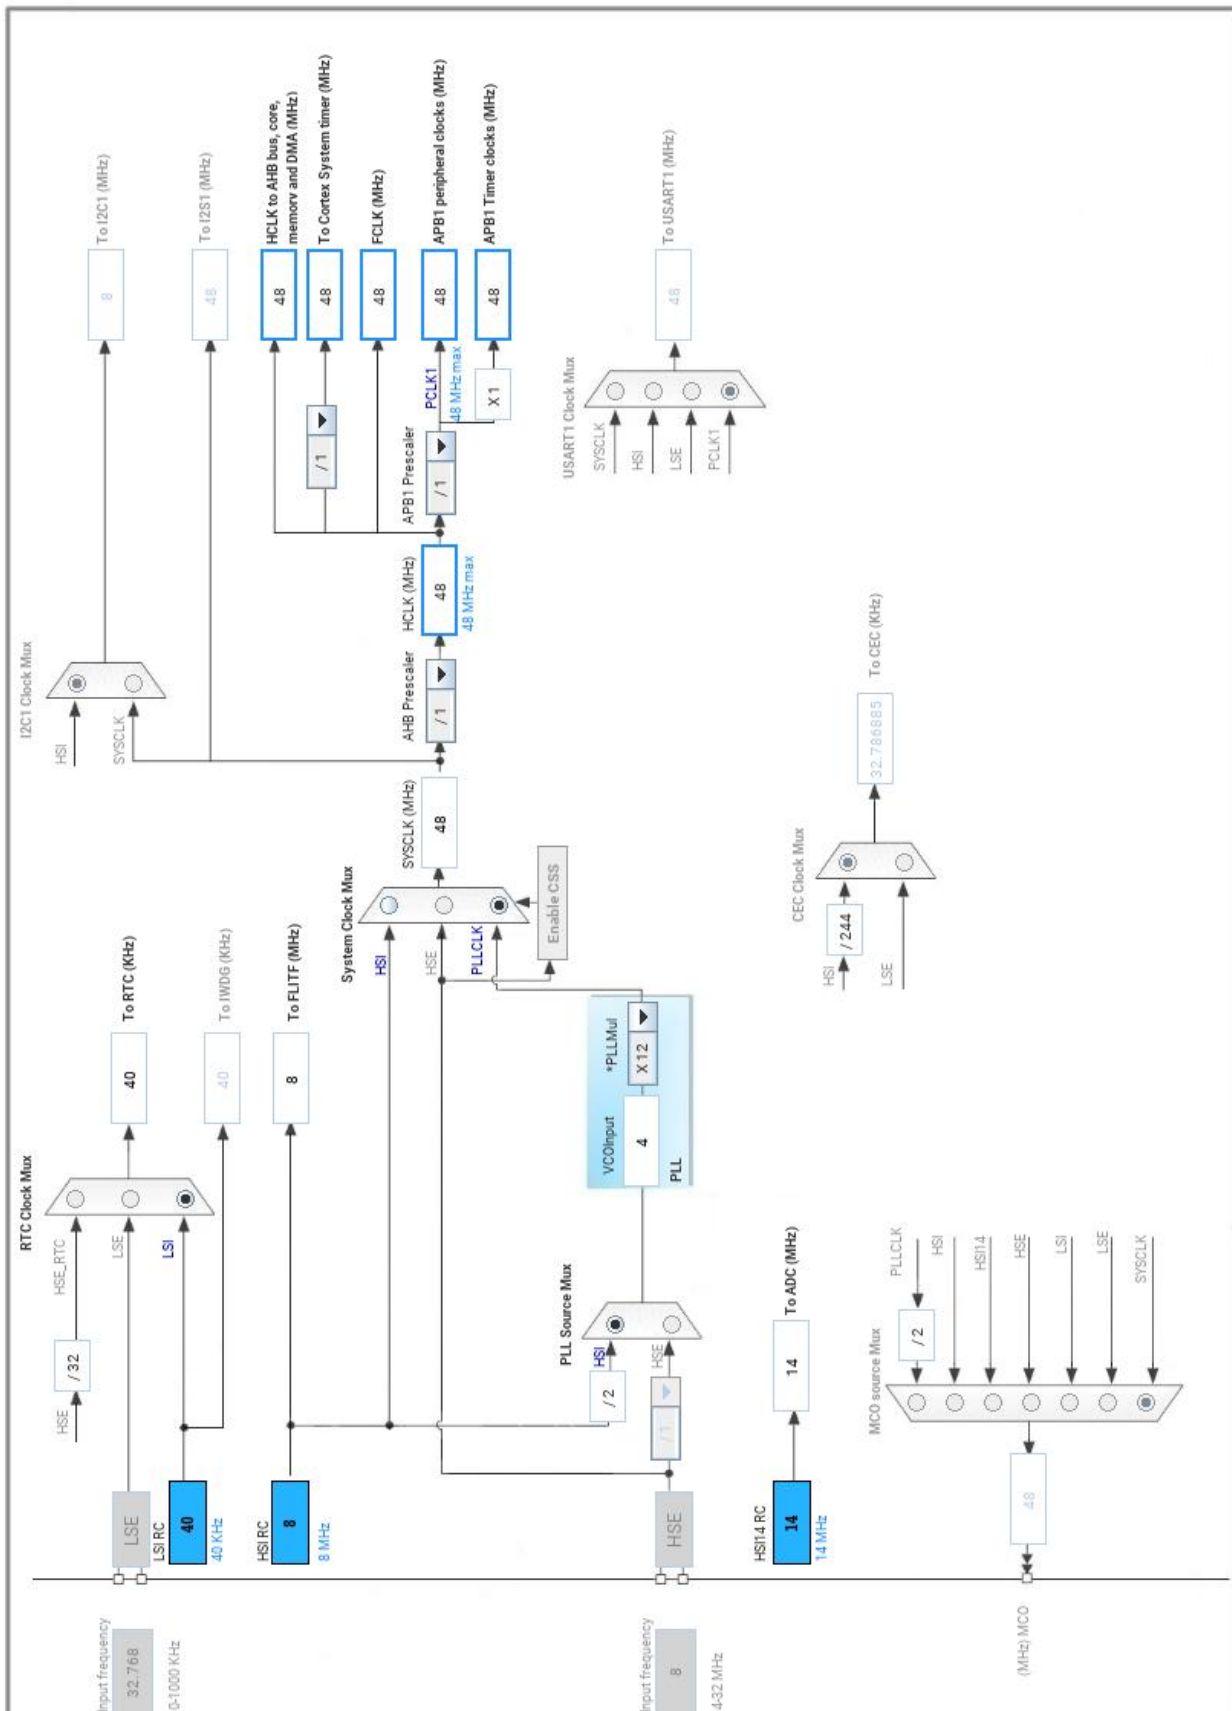 RTC Clock Mux
HSE
/ 32
HSE_RTC
LSE
LSI
To RTC (KHz)
40
To IWDG (KHz)
40
To FLITF (MHz)
8
Input frequency
32.768
0-1000 KHz
LSE
LSI RC
40
40 KHz
HSI RC
8
8 MHz
I2C1 Clock Mux
HSI
SYSCLK
8
To I2C1 (MHz)
48
To I2S1 (MHz)
System Clock Mux
HSI
HSE
PLLCLK
Enable CSS
SYSCLK (MHz)
48
AHB Prescaler
/ 1
HCLK (MHz)
48
48 MHz max
APB1 Prescaler
/ 1
PCLK1
48 MHz max
/ 1
X 1
48
HCLK to AHB bus, core,
memory and DMA (MHz)
48
To Cortex System timer (MHz)
48
FCLK (MHz)
48
APB1 peripheral clocks (MHz)
48
APB1 Timer clocks (MHz)
Input frequency
8
4-32 MHz
HSE
/ 1
/ 2
HSI
HSE
PLL Source Mux
PLL
VCOInput
4
*PLLMul
X 12
USART1 Clock Mux
SYSCLK
HSI
LSE
PCLK1
48
To USART1 (MHz)
HSI14 RC
14
14 MHz
14
To ADC (MHz)
CEC Clock Mux
HSI
/ 244
LSE
32.786885
To CEC (KHz)
MCO source Mux
PLLCLK
/ 2
HSI
HSI14
HSE
LSI
LSE
SYSCLK
48
(MHz) MCO